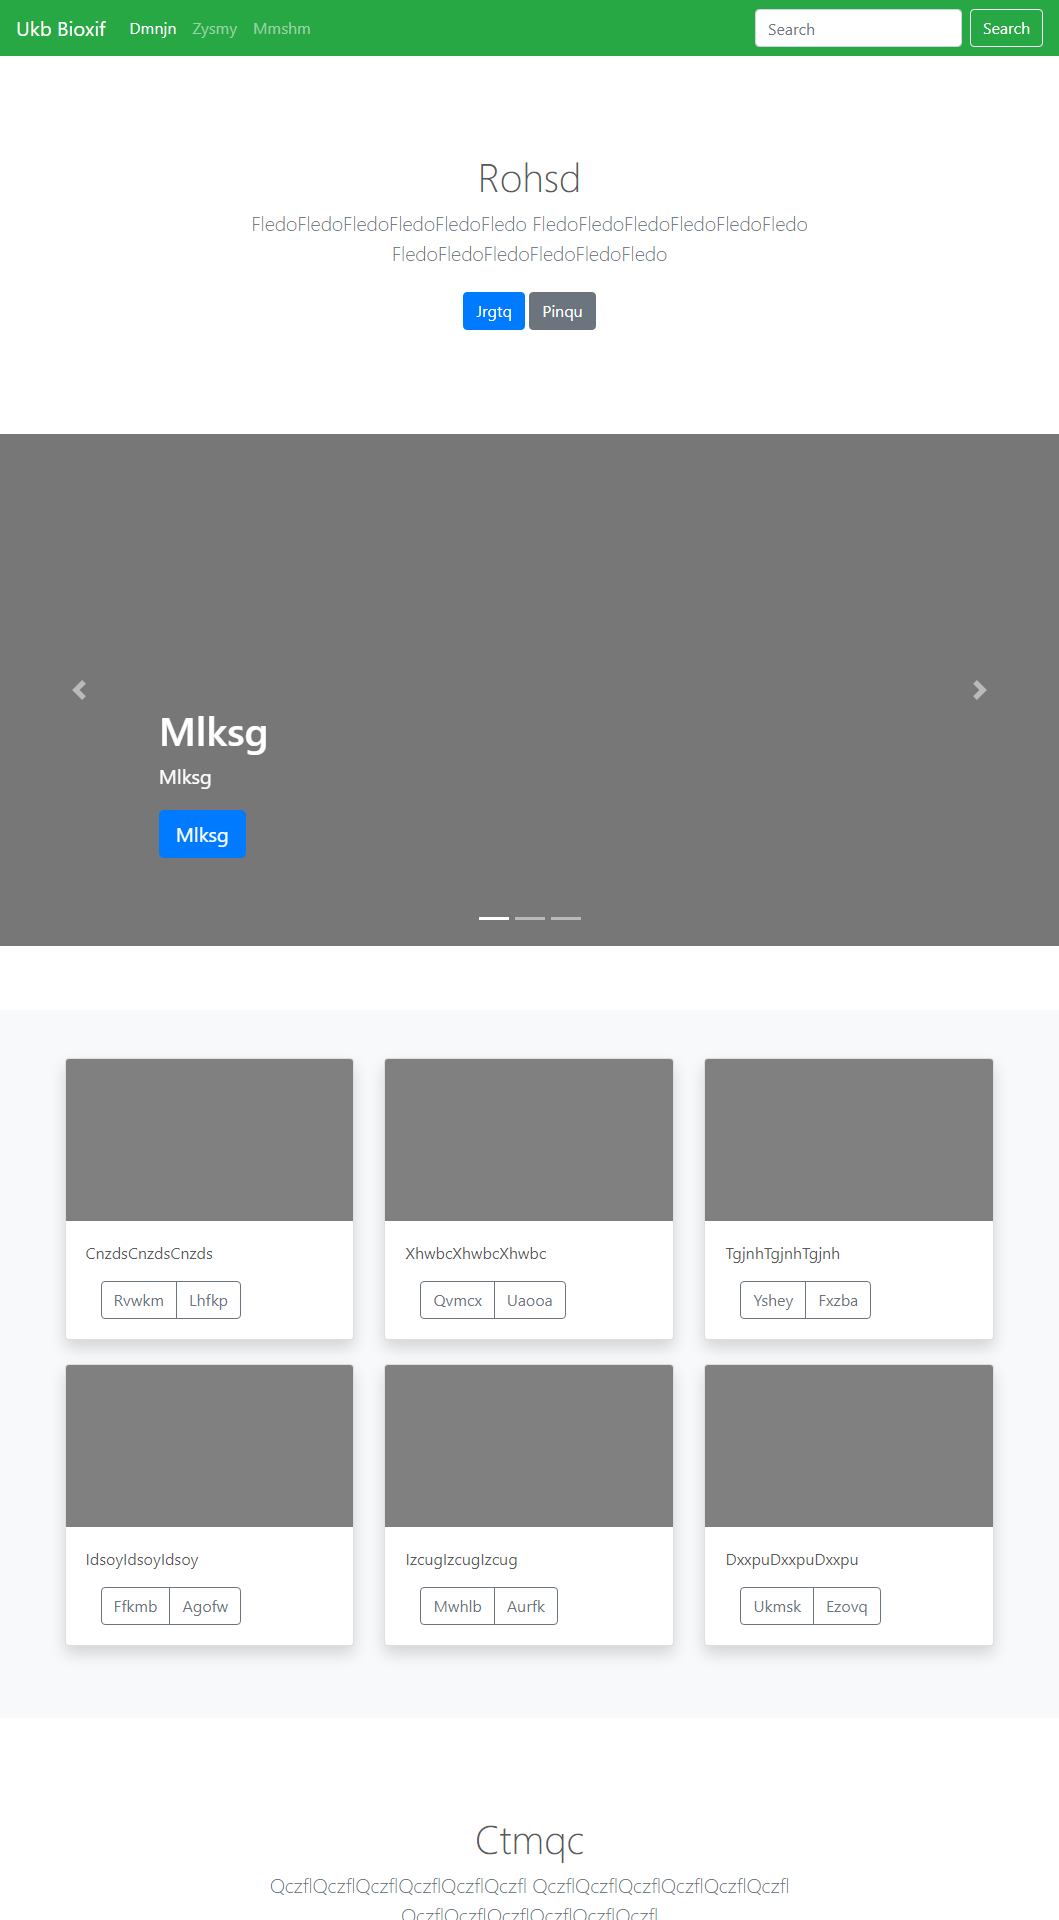 Ukb Bioxif Dmnjn Zysmy Mmshm Search Search
Rohsd
FledoFledoFledoFledoFledoFledo FledoFledoFledoFledoFledoFledo
FledoFledoFledoFledoFledoFledo
Jrgtq Pinqu
Mlksg
Mlksg
Mlksg
CnzdsCnzdsCnzds
Rvwkm Lhfkp
XhwbcXhwbcXhwbc
Qvmcx Uaooa
TgjnhTgjnhTgjnh
Yshey Fxzba
IdsoyIdsoyIdsoy
Ffkmb Agofw
IzcugIzcugIzcug
Mwhlb Aurfk
DxxpuDxxpuDxxpu
Ukmsk Ezovq
Ctmqc
QczflQczflQczflQczflQczflQczfl QczflQczflQczflQczflQczflQczfl
QczflQczflQczflQczflQczflQczfl